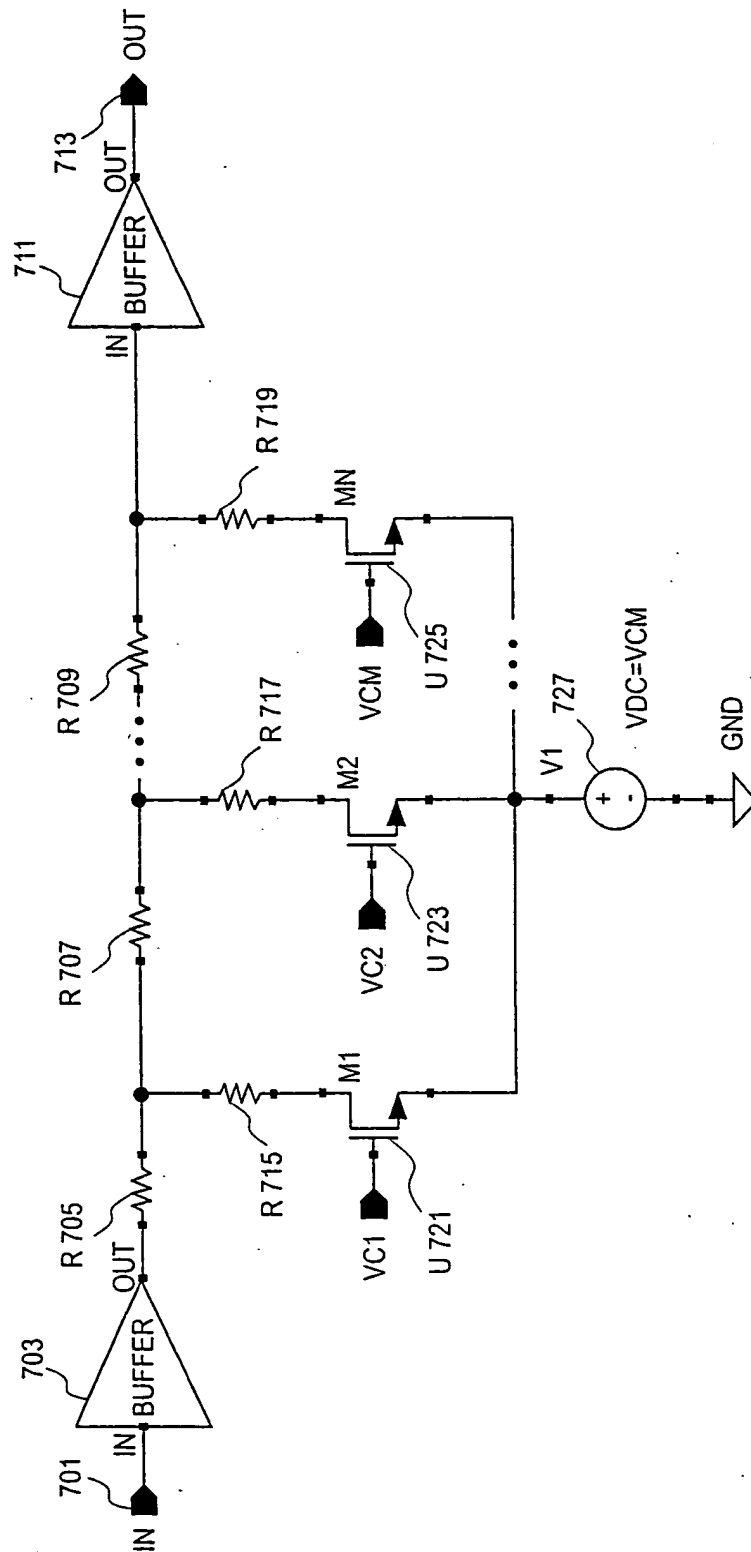 IN
701
IN
703
BUFFER
OUT
R 705
R 707
R 709
IN
711
BUFFER
OUT
713
OUT
R 715
M1
VC1
U 721
R 717
M2
VC2
U 723
R 719
MN
VCM
U 725
V1
+
-
727
VDC=VCM
GND